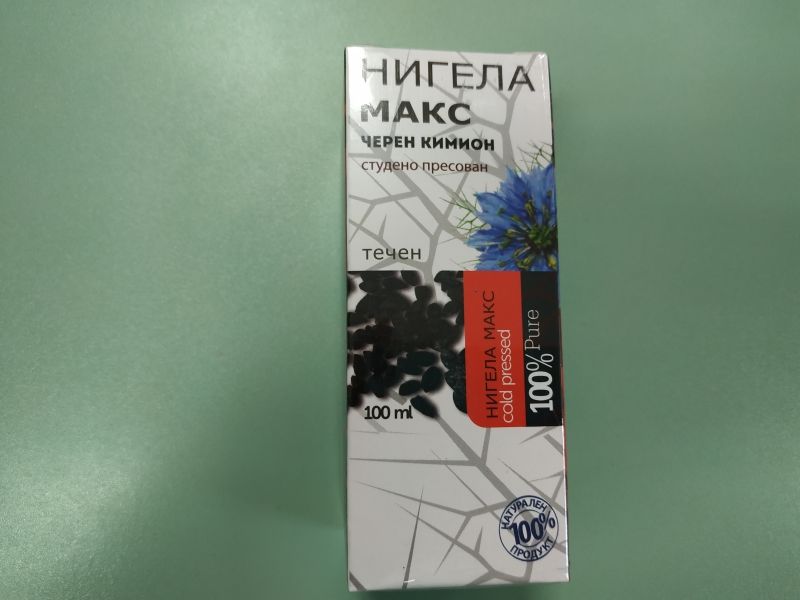 НИГЕЛА
МАКС
ЧЕРЕН КИМИОН
студено пресован
течен
НИГЕЛА МАКС
cold pressed
100% Pure
100 ml
НАТУРАЛЕН
100%
ПРОДУКТ